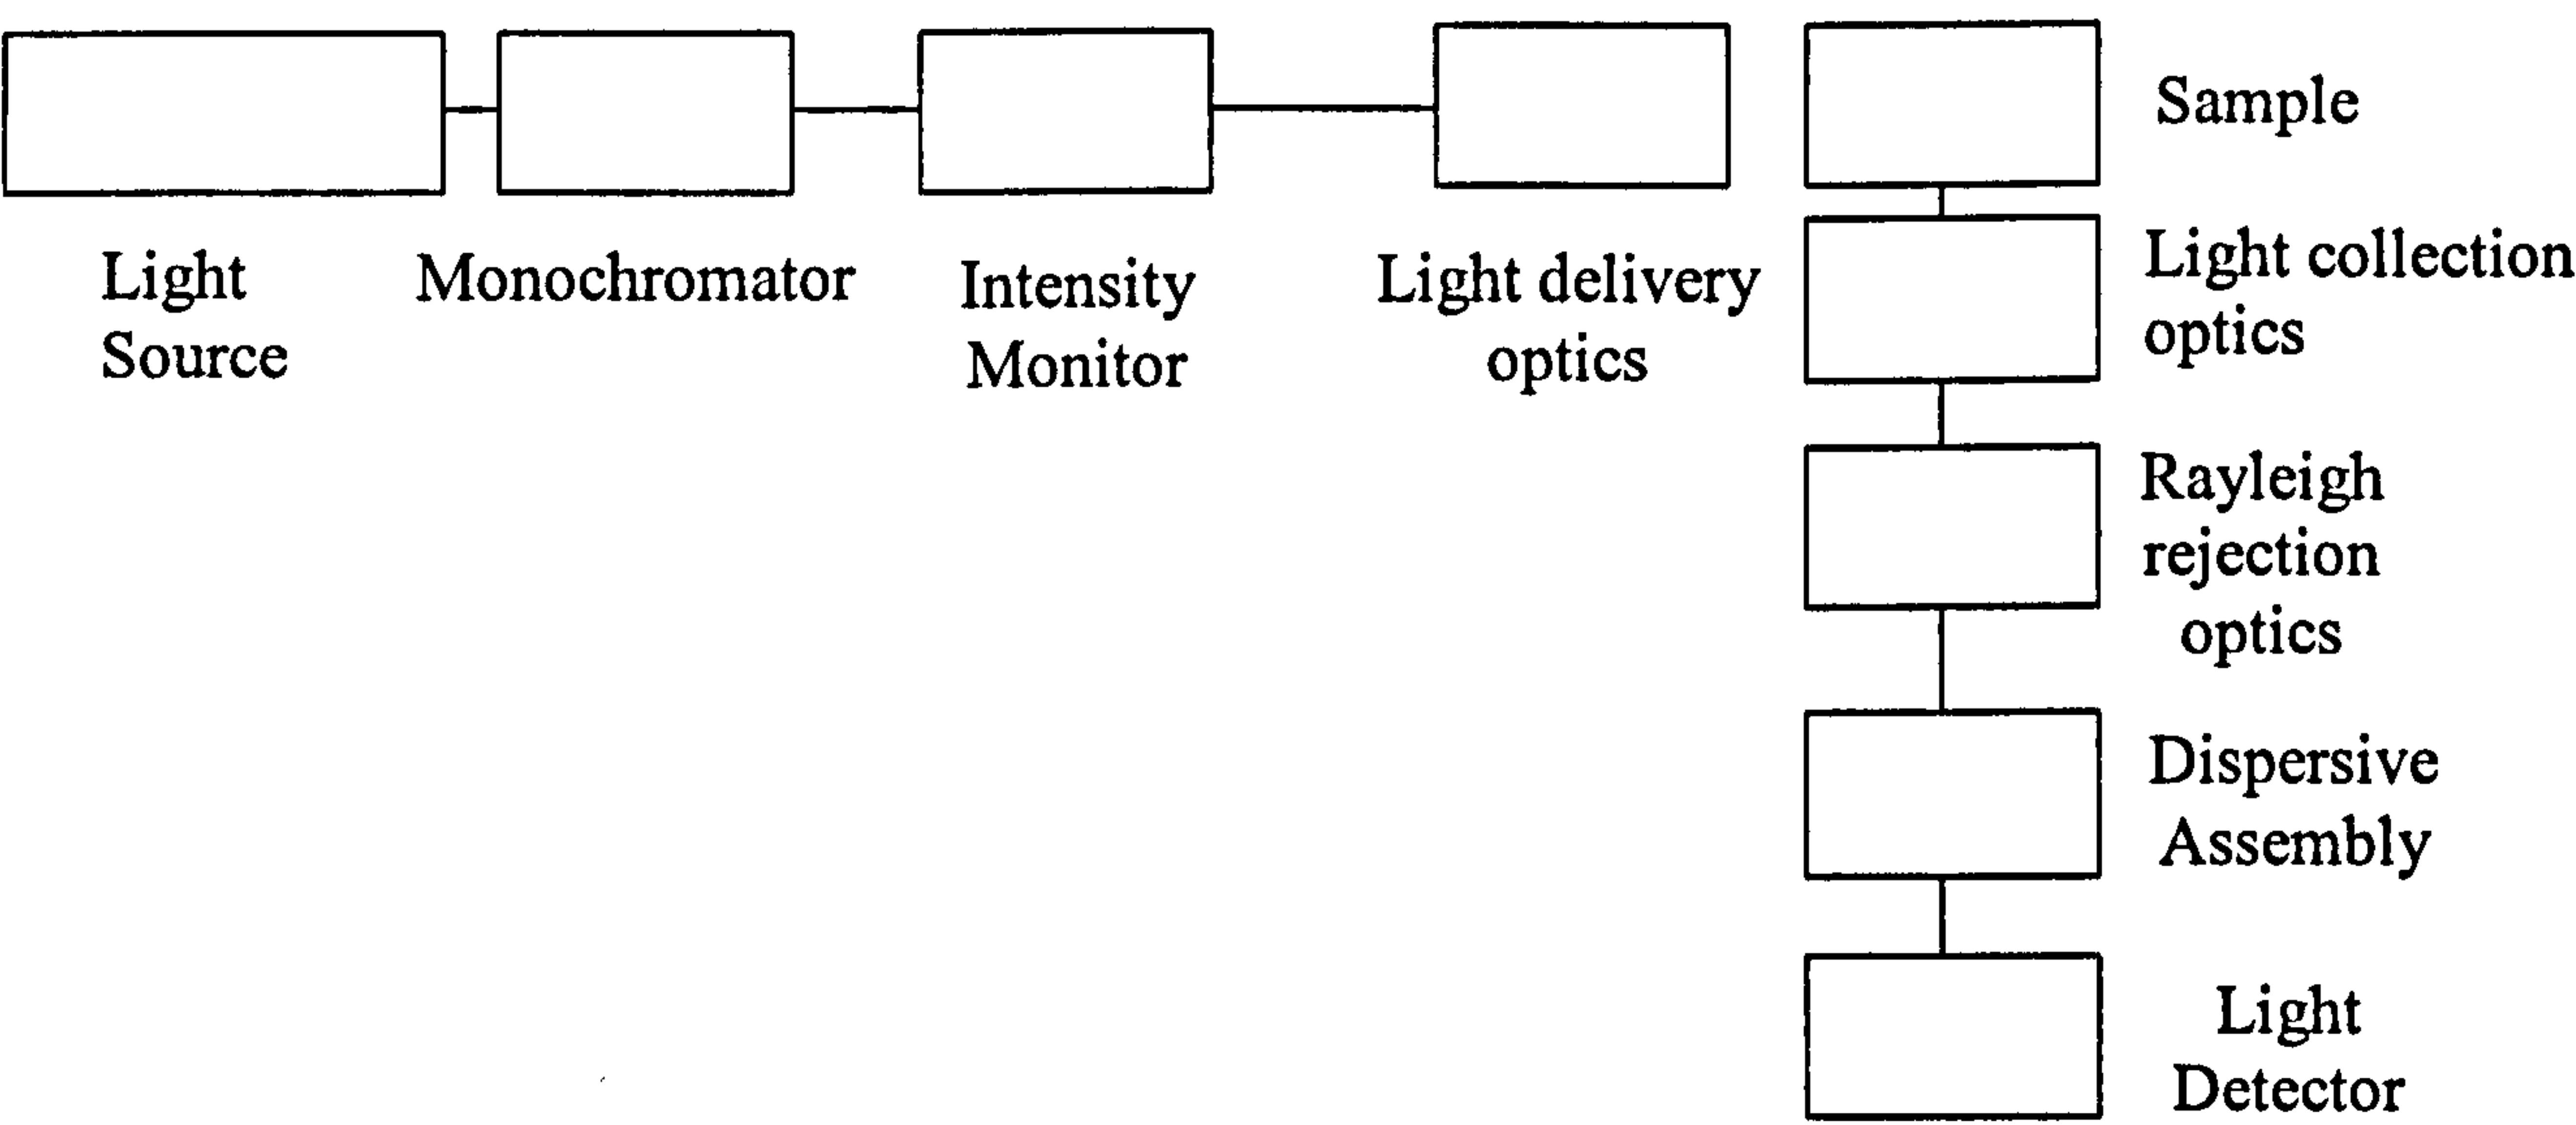 Light
Source
Monochromator
Intensity
Monitor
Light delivery
optics
Sample
Light collection
optics
Rayleigh
rejection
optics
Dispersive
Assembly
Light
Detector